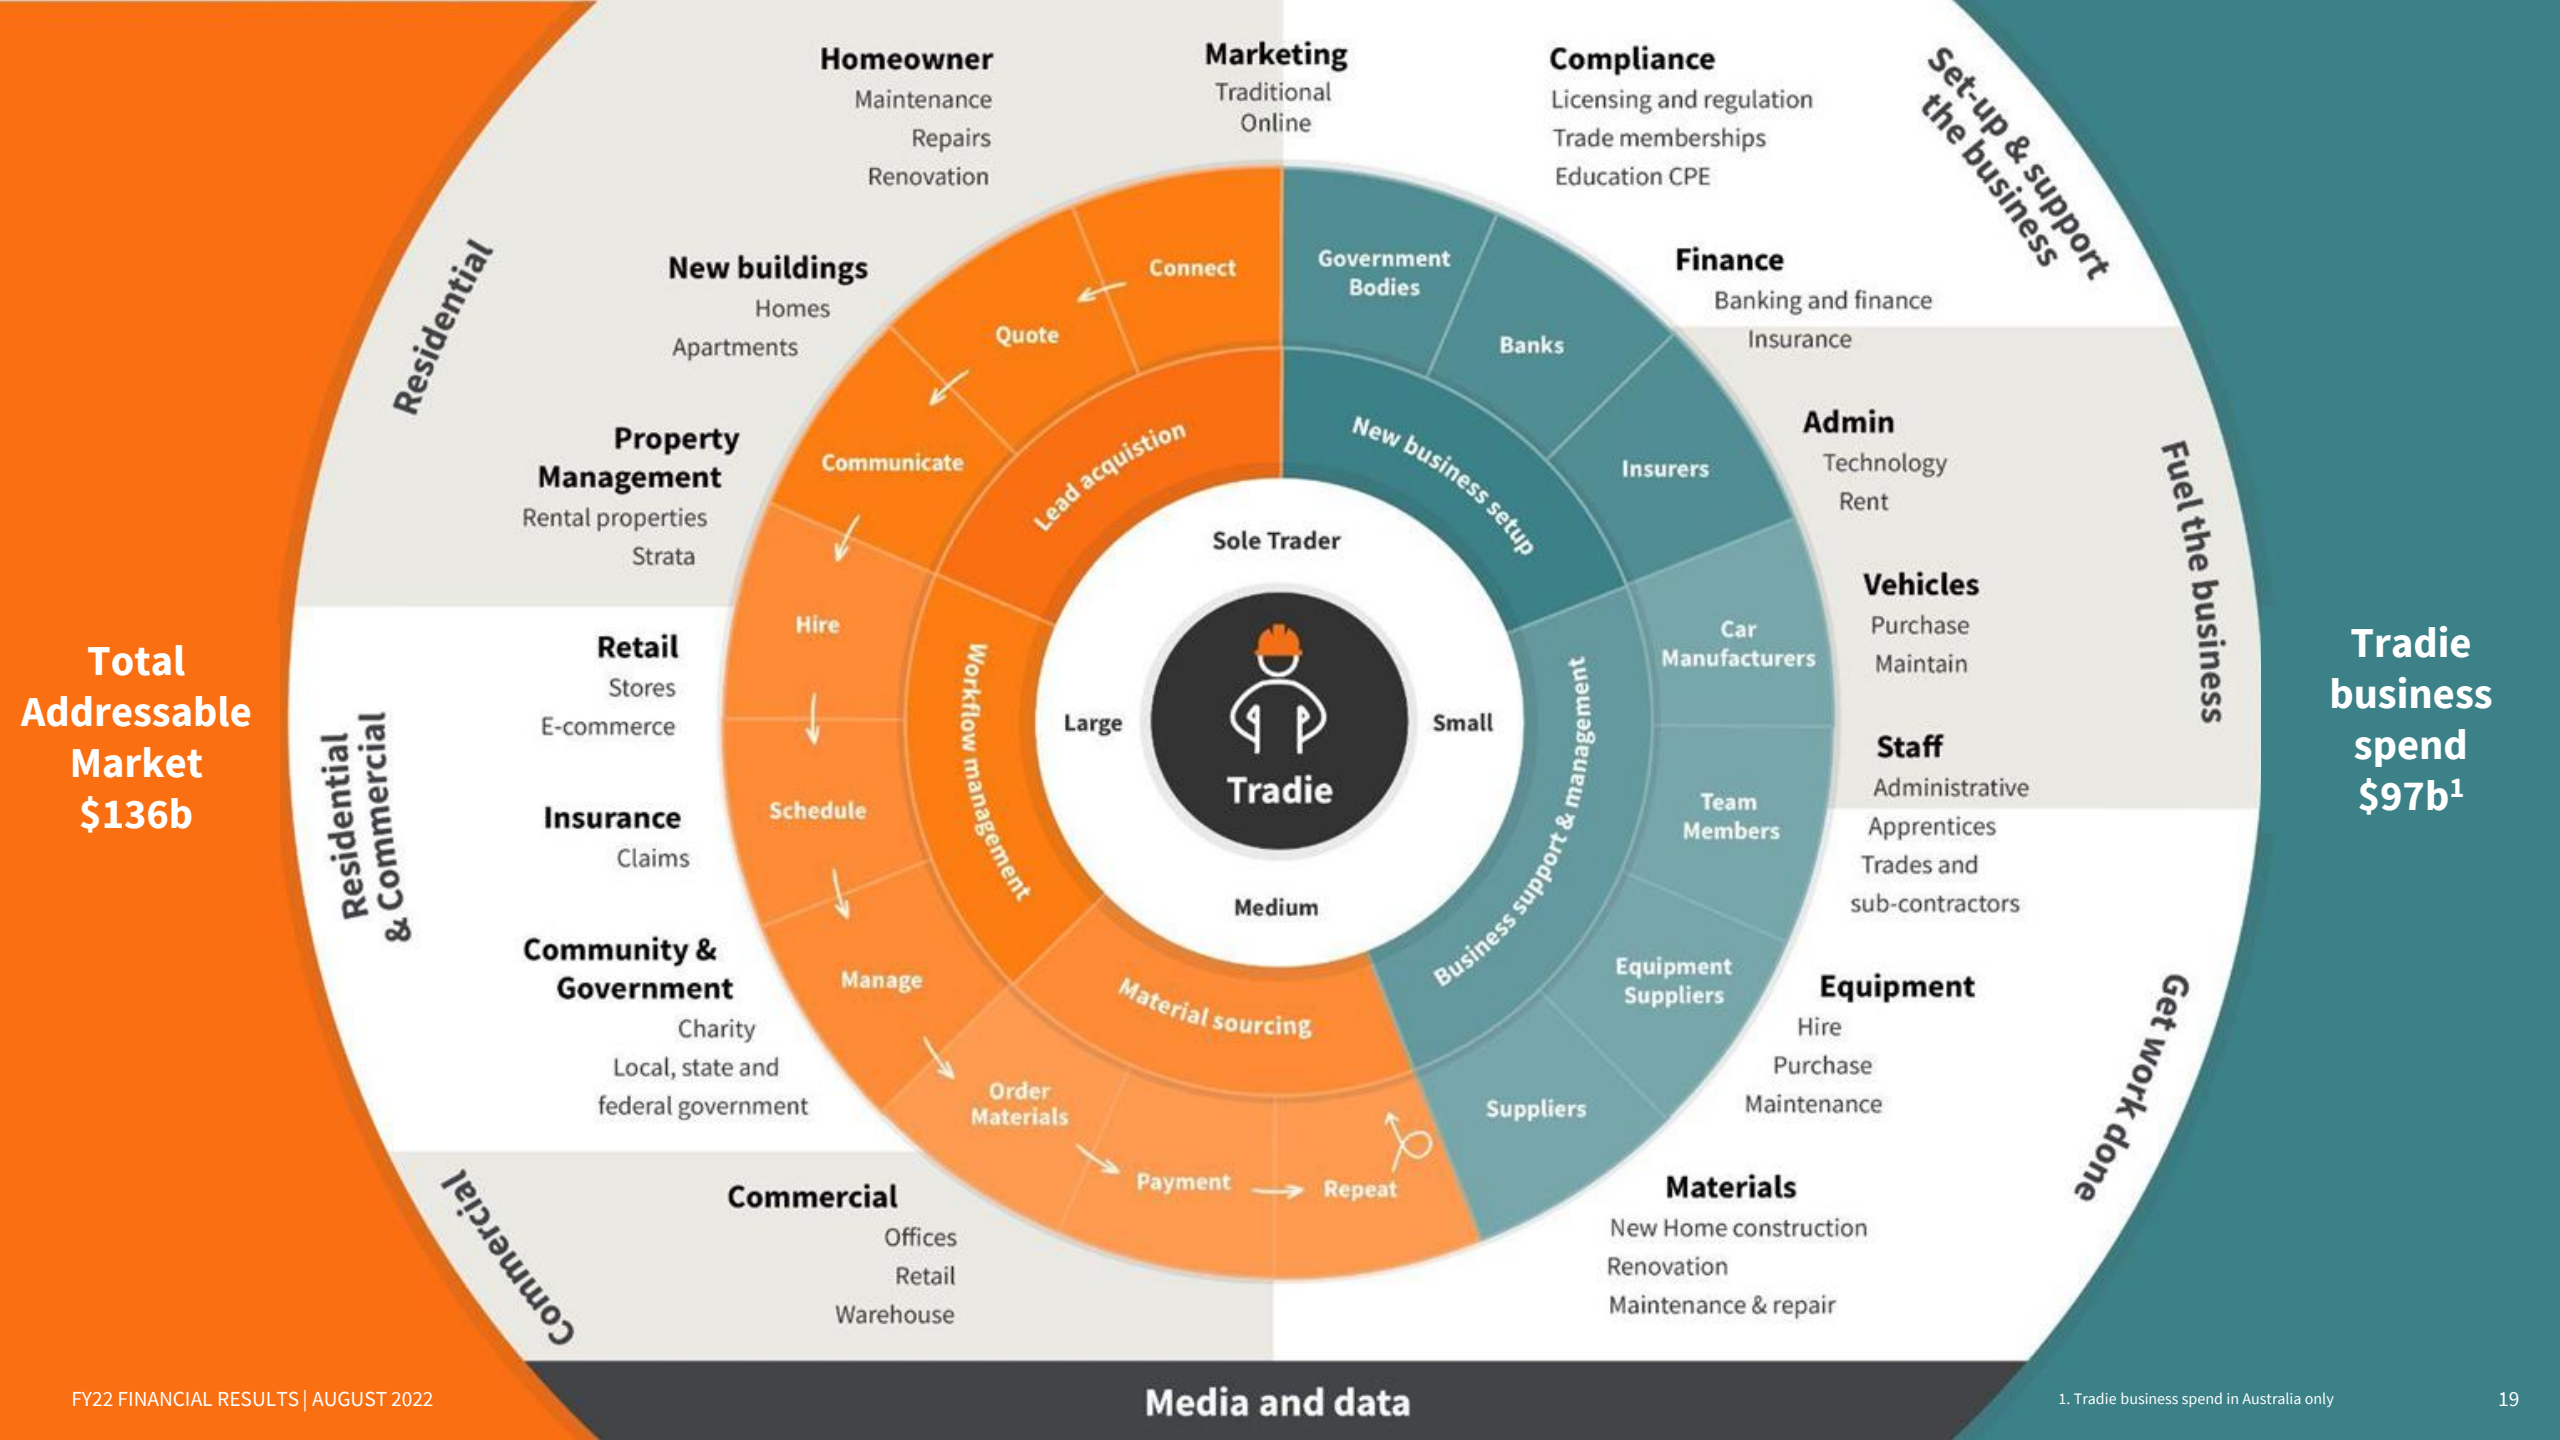 Total
Addressable
Market
$136b
Residential
Residential
& Commercial
Commercial
Homeowner
Maintenance
Repairs
Renovation
New buildings
Homes
Apartments
Property
Management
Rental properties
Strata
Retail
Stores
E-commerce
Insurance
Claims
Community &
Government
Charity
Local, state and
federal government
Commercial
Offices
Retail
Warehouse
Marketing
Traditional
Online
Connect
Quote
Communicate
Hire
Schedule
Manage
Order
Materials
Payment
Repeat
Lead acquistion
Workflow management
Material sourcing
Sole Trader
Large
Small
Medium
Tradie
New business setup
Business support & management
Government
Bodies
Banks
Insurers
Car
Manufacturers
Team
Members
Equipment
Suppliers
Suppliers
Compliance
Licensing and regulation
Trade memberships
Education CPE
Finance
Banking and finance
Insurance
Admin
Technology
Rent
Vehicles
Purchase
Maintain
Staff
Administrative
Apprentices
Trades and
sub-contractors
Equipment
Hire
Purchase
Maintenance
Materials
New Home construction
Renovation
Maintenance & repair
Set-up & support
the business
Fuel the business
Get work done
Tradie
business
spend
$97b¹
Media and data
FY22 FINANCIAL RESULTS | AUGUST 2022
1. Tradie business spend in Australia only
19